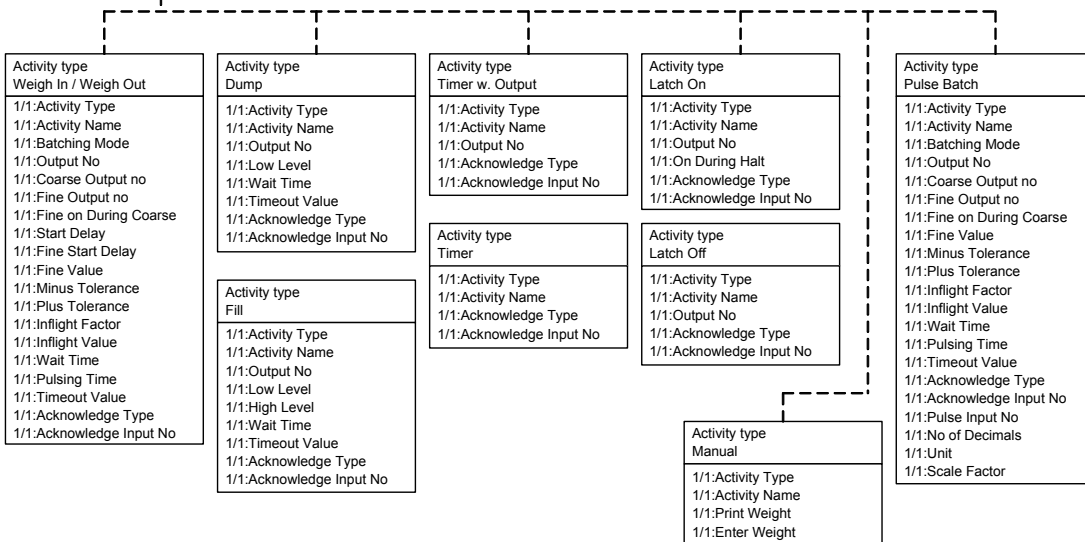 Activity type
Weigh In / Weigh Out
1/1:Activity Type
1/1:Activity Name
1/1:Batching Mode
1/1:Output No
1/1:Coarse Output no
1/1:Fine Output no
1/1:Fine on During Coarse
1/1:Start Delay
1/1:Fine Start Delay
1/1:Fine Value
1/1:Minus Tolerance
1/1:Plus Tolerance
1/1:Inflight Factor
1/1:Inflight Value
1/1:Wait Time
1/1:Pulsing Time
1/1:Timeout Value
1/1:Acknowledge Type
1/1:Acknowledge Input No
Activity type
Dump
1/1:Activity Type
1/1:Activity Name
1/1:Output No
1/1:Low Level
1/1:Wait Time
1/1:Timeout Value
1/1:Acknowledge Type
1/1:Acknowledge Input No
Activity type
Fill
1/1:Activity Type
1/1:Activity Name
1/1:Output No
1/1:Low Level
1/1:High Level
1/1:Wait Time
1/1:Timeout Value
1/1:Acknowledge Type
1/1:Acknowledge Input No
Activity type
Timer w. Output
1/1:Activity Type
1/1:Activity Name
1/1:Output No
1/1:Acknowledge Type
1/1:Acknowledge Input No
Activity type
Timer
1/1:Activity Type
1/1:Activity Name
1/1:Acknowledge Type
1/1:Acknowledge Input No
Activity type
Latch On
1/1:Activity Type
1/1:Activity Name
1/1:Output No
1/1:On During Halt
1/1:Acknowledge Type
1/1:Acknowledge Input No
Activity type
Latch Off
1/1:Activity Type
1/1:Activity Name
1/1:Output No
1/1:Acknowledge Type
1/1:Acknowledge Input No
Activity type
Manual
1/1:Activity Type
1/1:Activity Name
1/1:Print Weight
1/1:Enter Weight
Activity type
Pulse Batch
1/1:Activity Type
1/1:Activity Name
1/1:Batching Mode
1/1:Output No
1/1:Coarse Output no
1/1:Fine Output no
1/1:Fine on During Coarse
1/1:Fine Value
1/1:Minus Tolerance
1/1:Plus Tolerance
1/1:Inflight Factor
1/1:Inflight Value
1/1:Wait Time
1/1:Pulsing Time
1/1:Timeout Value
1/1:Acknowledge Type
1/1:Acknowledge Input No
1/1:Pulse Input No
1/1:No of Decimals
1/1:Unit
1/1:Scale Factor